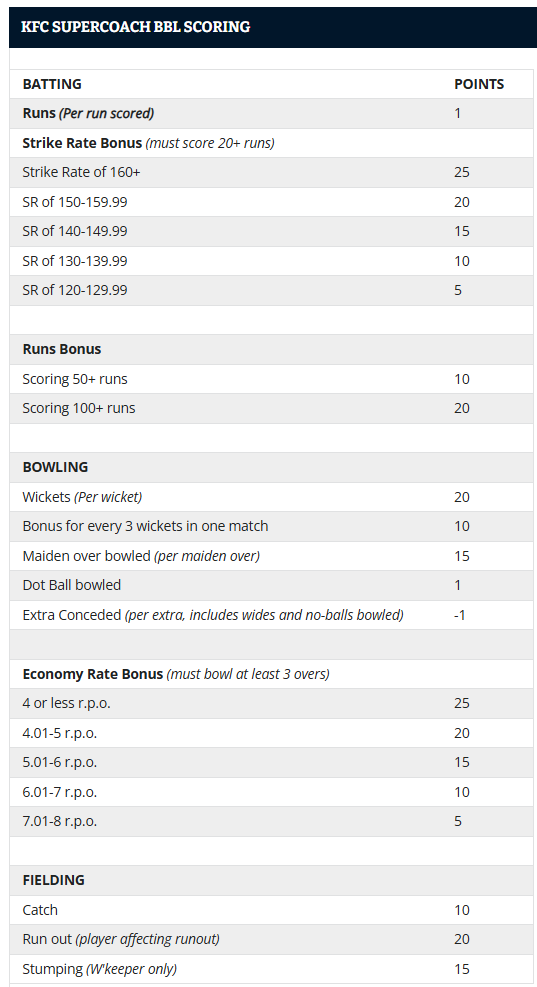 KFC SUPERCOACH BBL SCORING
BATTING POINTS
Runs (Per run scored) 1
Strike Rate Bonus (must score 20+ runs)
Strike Rate of 160+ 25
SR of 150-159.99 20
SR of 140-149.99 15
SR of 130-139.99 10
SR of 120-129.99 5
Runs Bonus
Scoring 50+ runs 10
Scoring 100+ runs 20
BOWLING
Wickets (Per wicket) 20
Bonus for every 3 wickets in one match 10
Maiden over bowled (per maiden over) 15
Dot Ball bowled 1
Extra Conceded (per extra, includes wides and no-balls bowled) -1
Economy Rate Bonus (must bowl at least 3 overs)
4 or less r.p.o. 25
4.01-5 r.p.o. 20
5.01-6 r.p.o. 15
6.01-7 r.p.o. 10
7.01-8 r.p.o. 5
FIELDING
Catch 10
Run out (player affecting runout) 20
Stumping (W'keeper only) 15